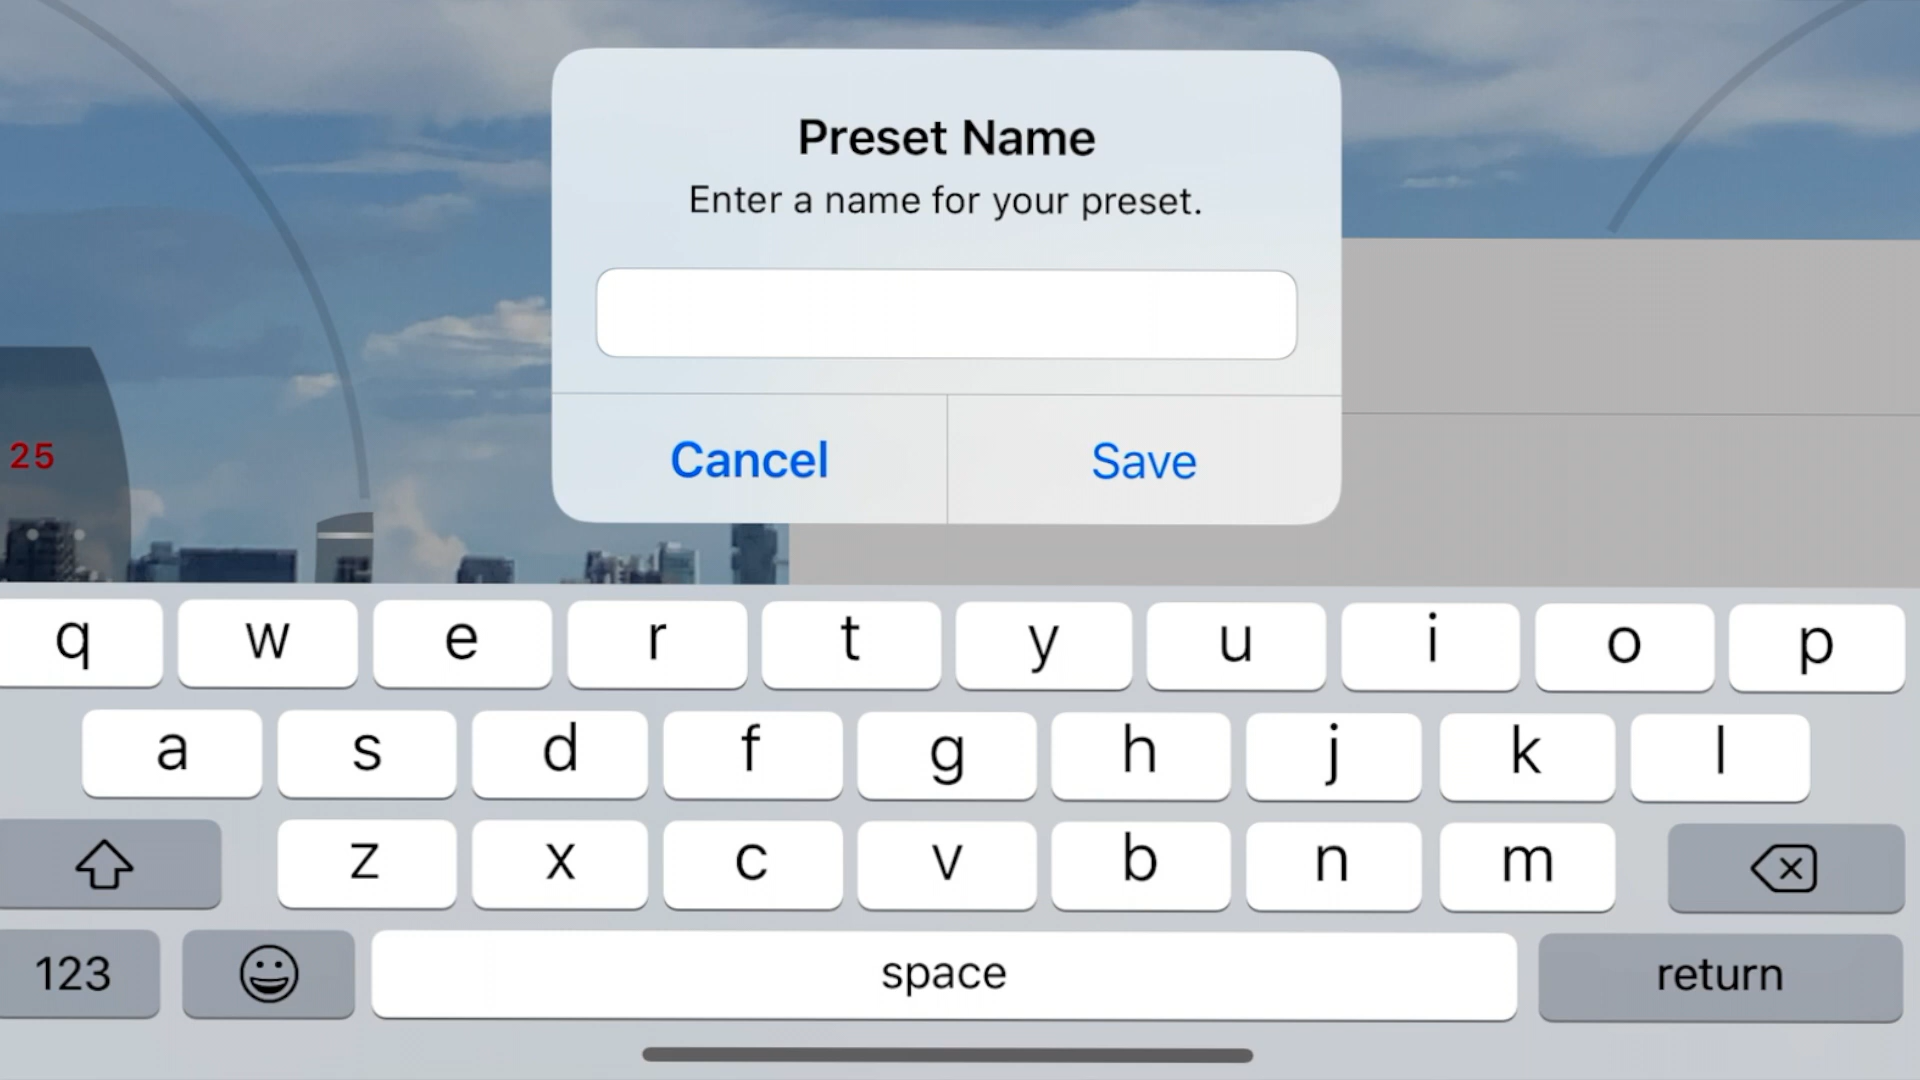 Preset Name
Enter a name for your preset.
Cancel Save
25
q w e r t y u i o p
a s d f g h j k l
z x c v b n m
123 space return